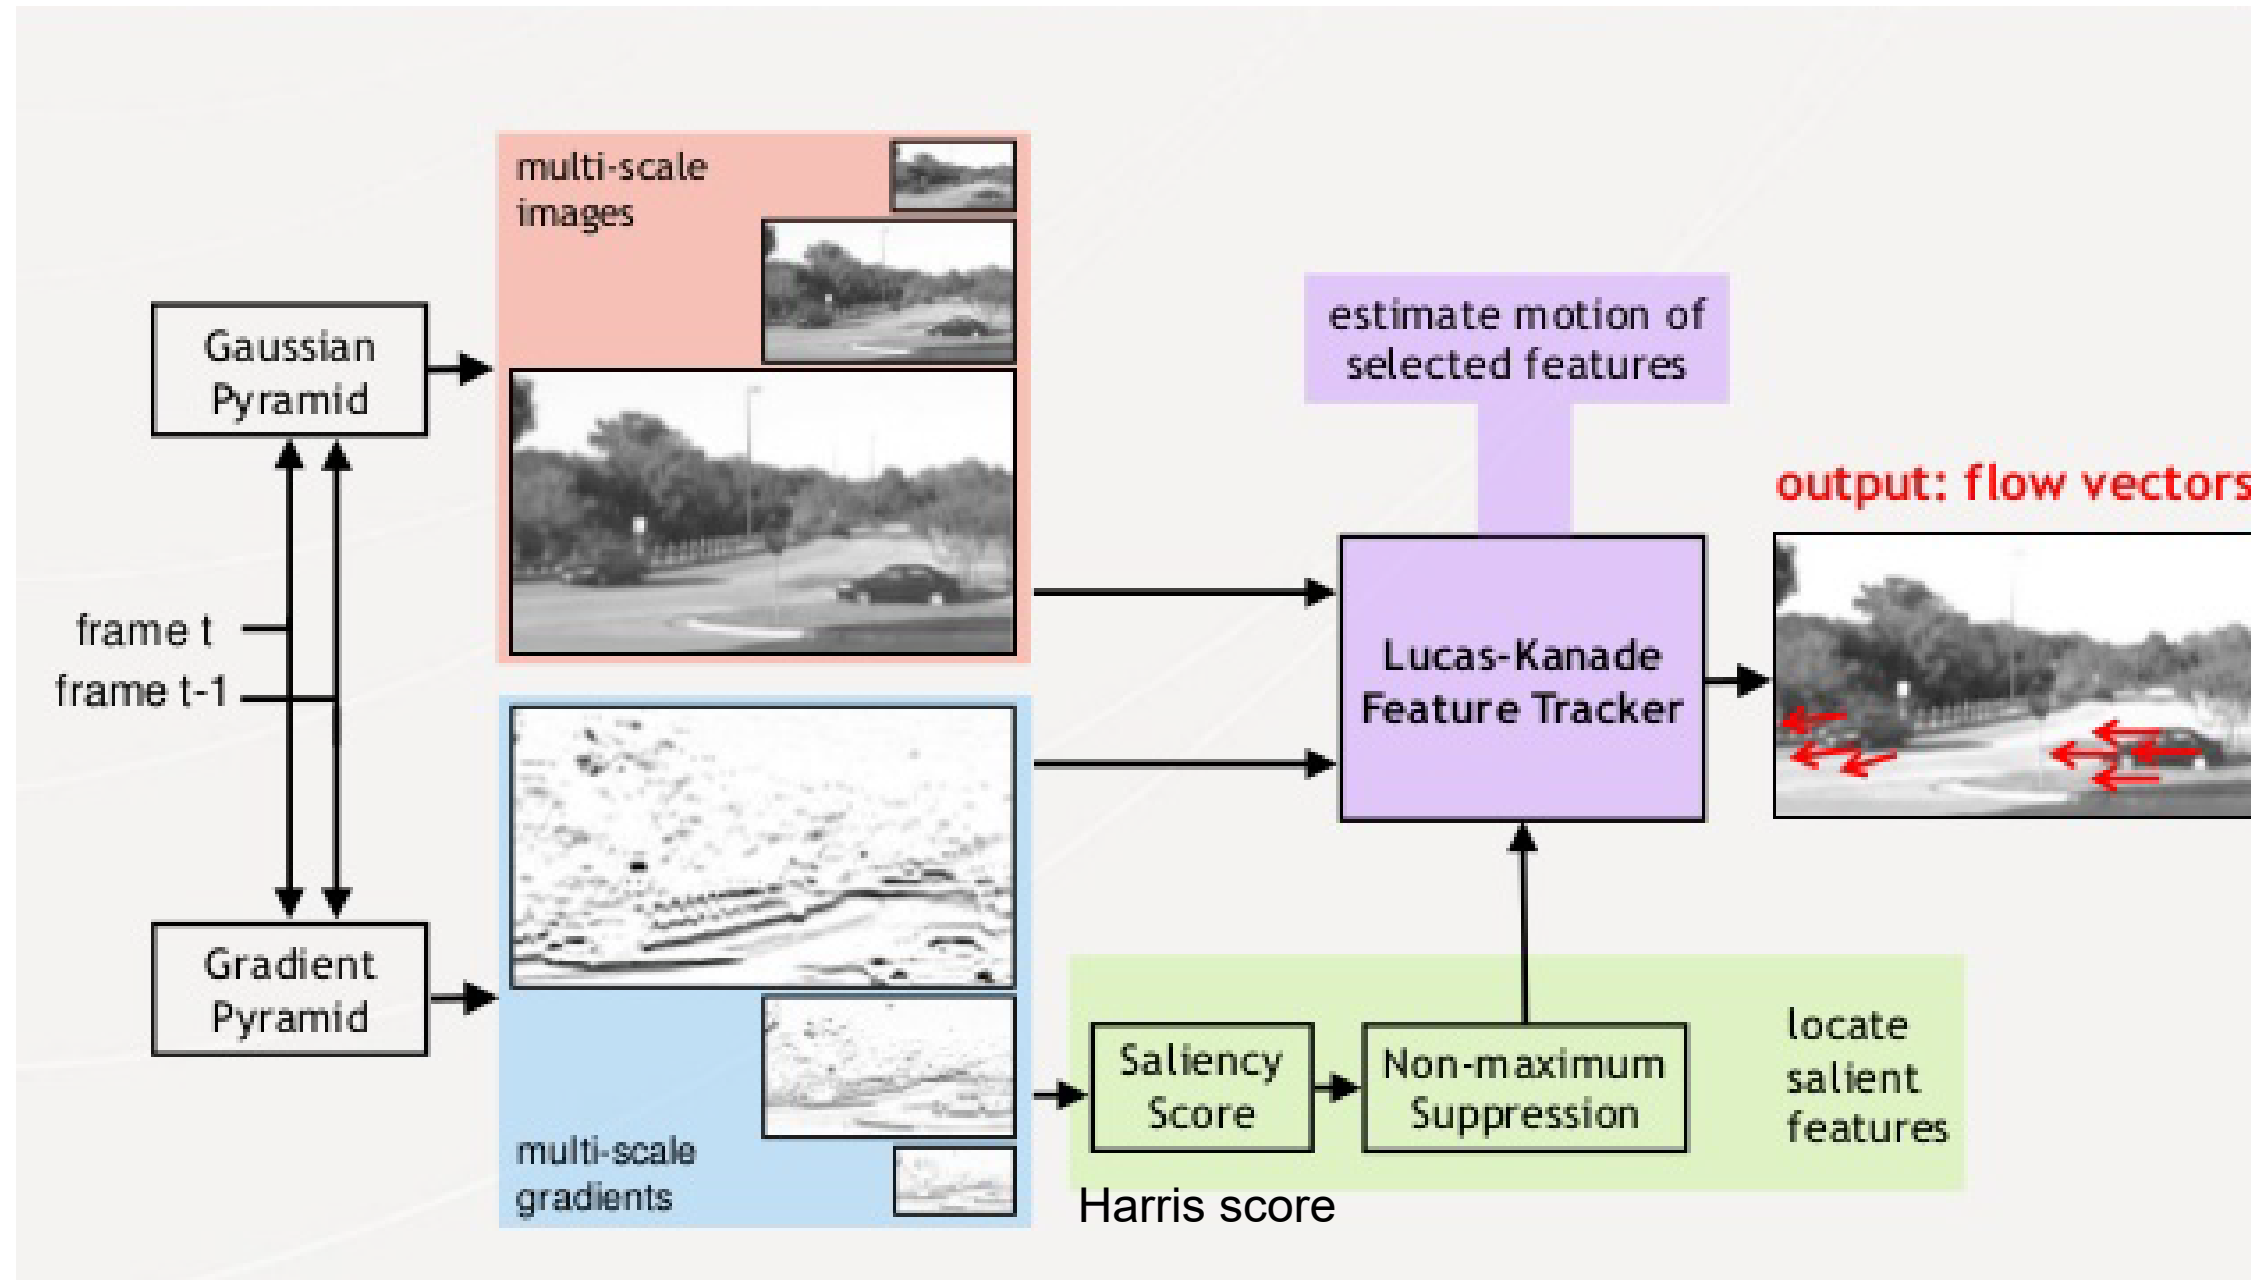 multi-scale
images
Gaussian
Pyramid
estimate motion of
selected features
output: flow vectors
frame t
frame t-1
Lucas-Kanade
Feature Tracker
Gradient
Pyramid
multi-scale
gradients
Saliency
Score
Non-maximum
Suppression
locate
salient
features
Harris score